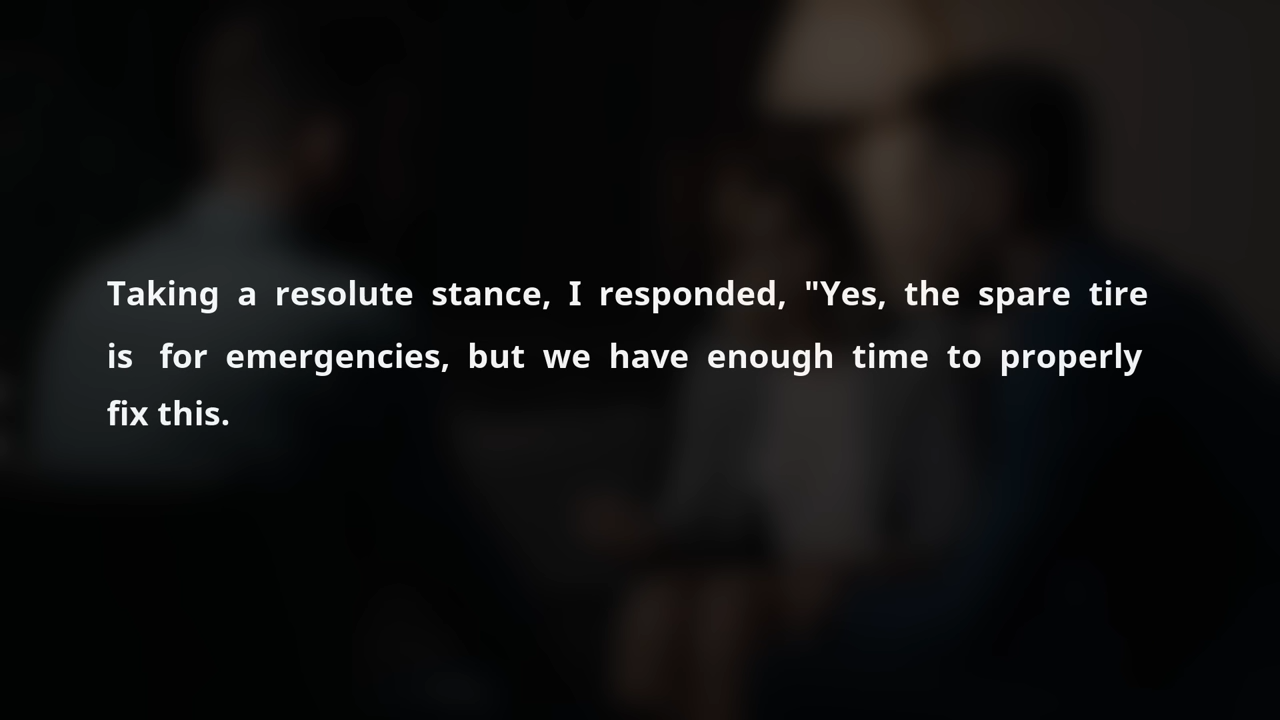 Taking a resolute stance, I responded, "Yes, the spare tire
is for emergencies, but we have enough time to properly
fix this.